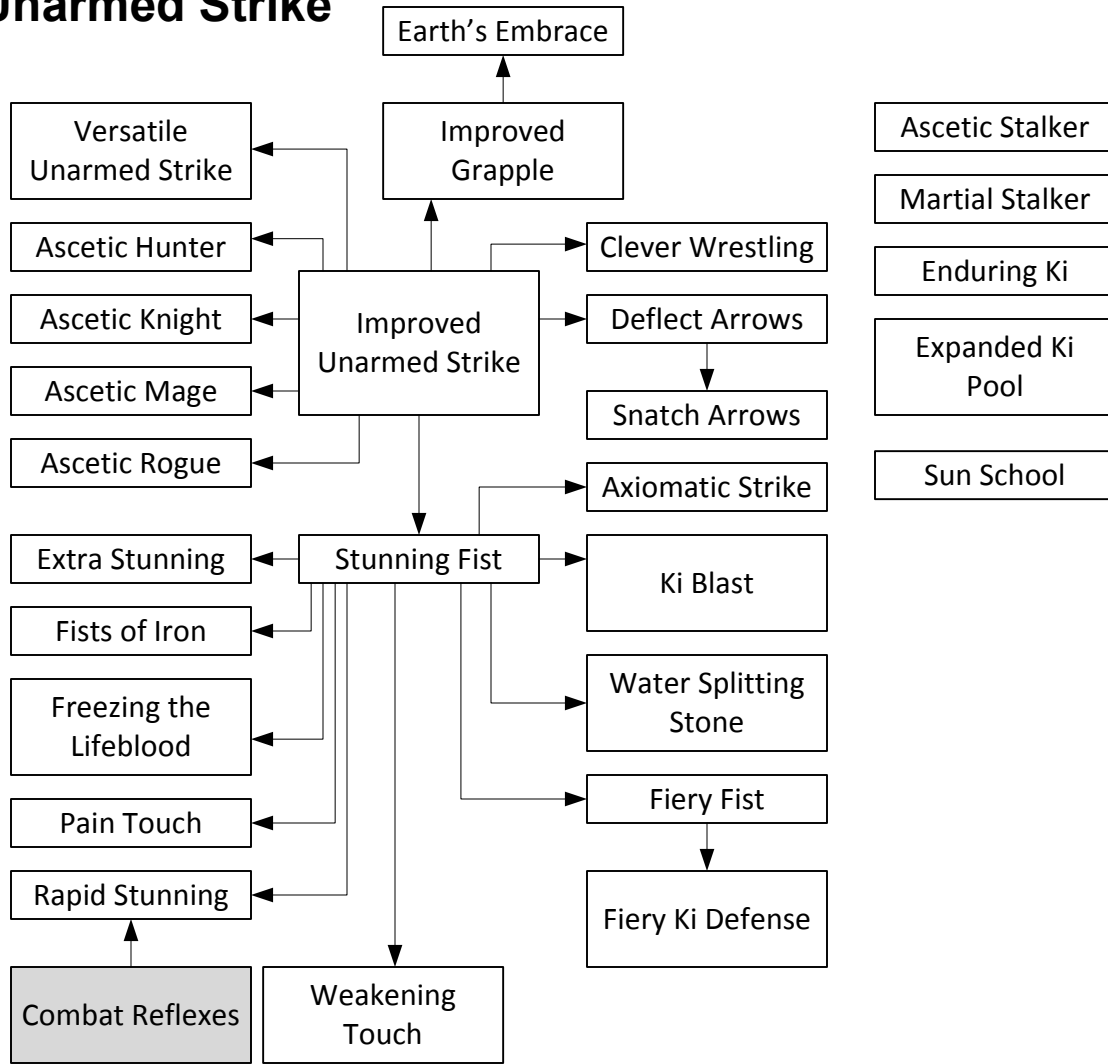 Unarmed Strike
Earth's Embrace
Versatile
Unarmed Strike
Improved
Grapple
Ascetic Stalker
Martial Stalker
Ascetic Hunter
Clever Wrestling
Enduring Ki
Ascetic Knight
Improved
Unarmed Strike
Deflect Arrows
Expanded Ki
Pool
Ascetic Mage
Snatch Arrows
Ascetic Rogue
Axiomatic Strike
Sun School
Extra Stunning
Stunning Fist
Ki Blast
Fists of Iron
Freezing the
Lifeblood
Water Splitting
Stone
Pain Touch
Fiery Fist
Rapid Stunning
Fiery Ki Defense
Combat Reflexes
Weakening
Touch